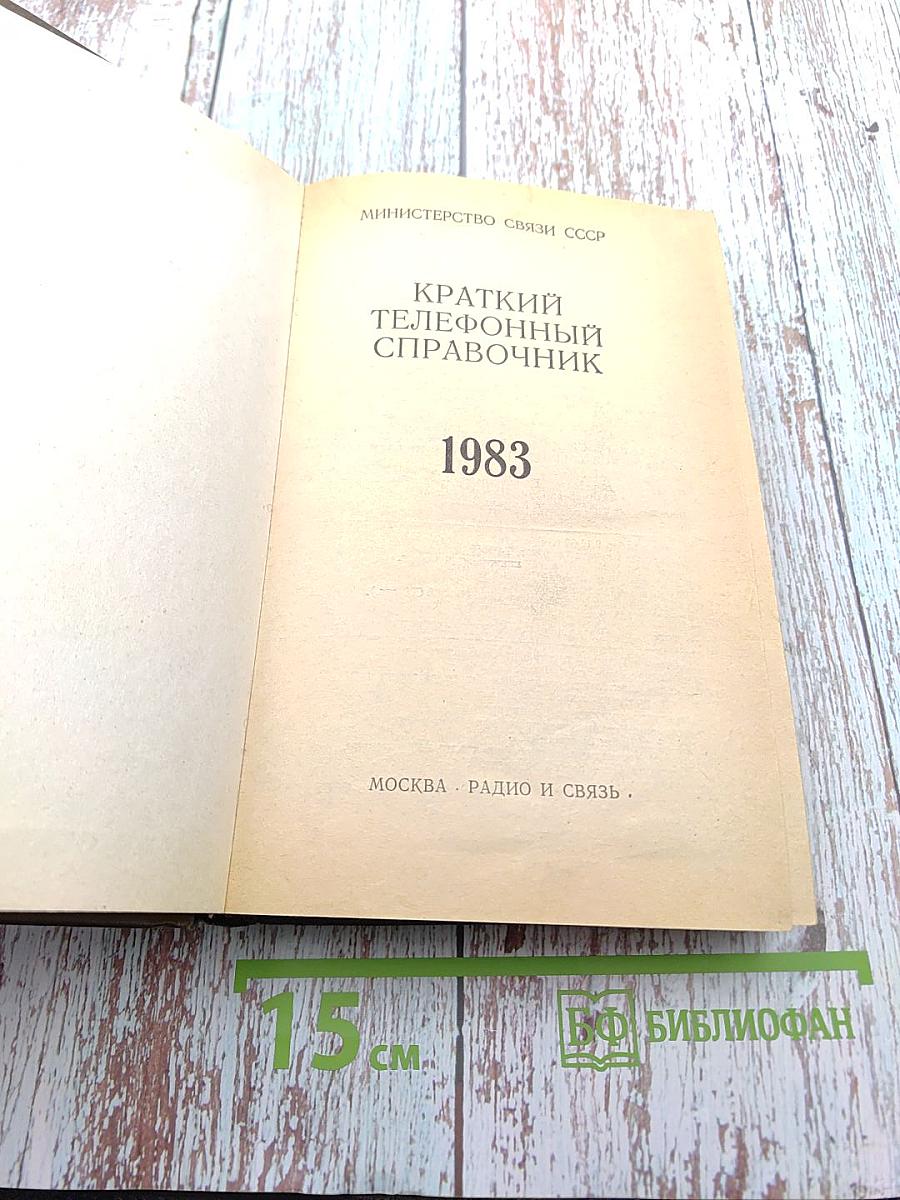 МИНИСТЕРСТВО СВЯЗИ СССР
КРАТКИЙ
ТЕЛЕФОННЫЙ
СПРАВОЧНИК
1983
МОСКВА · РАДИО И СВЯЗЬ ·
15 см
БФ БИБЛИОФАН